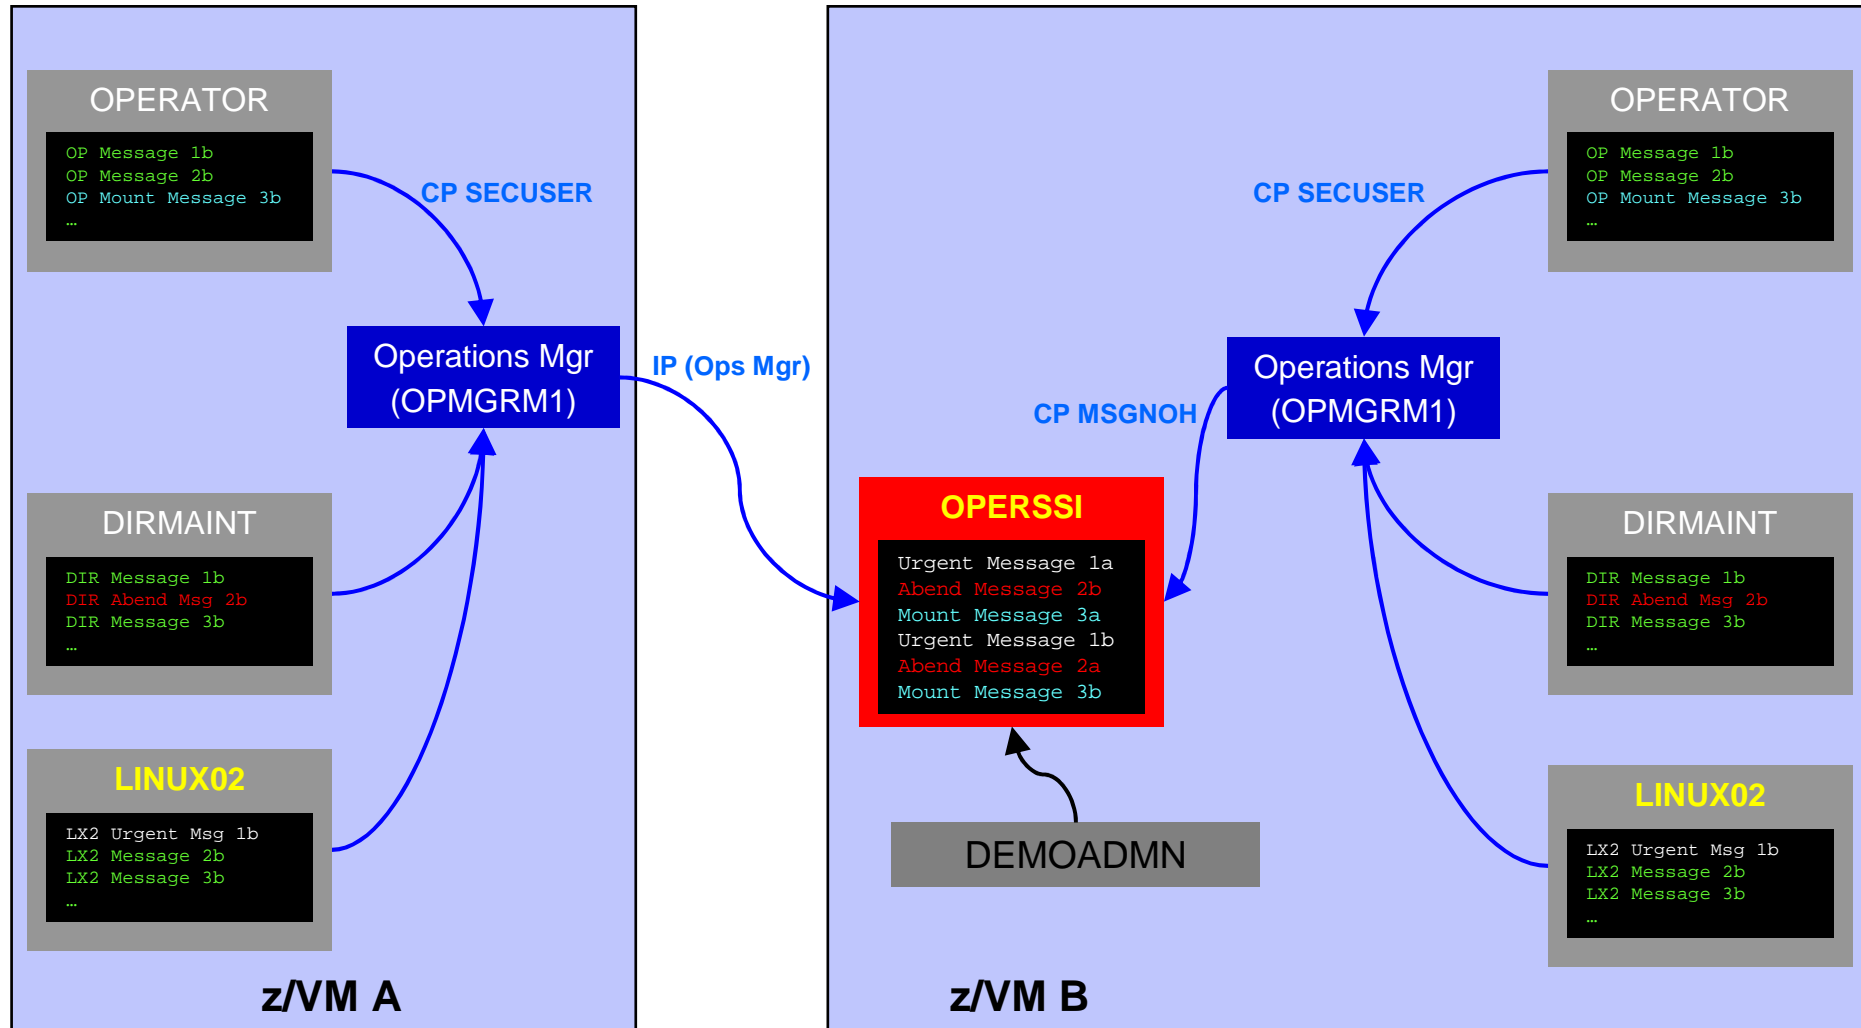 OPERATOR
OP Message 1b
OP Message 2b
OP Mount Message 3b
…
CP SECUSER
Operations Mgr
(OPMGRM1)
DIRMAINT
DIR Message 1b
DIR Abend Msg 2b
DIR Message 3b
…
LINUX02
LX2 Urgent Msg 1b
LX2 Message 2b
LX2 Message 3b
…
z/VM A
IP (Ops Mgr)
OPERATOR
OP Message 1b
OP Message 2b
OP Mount Message 3b
…
CP SECUSER
Operations Mgr
(OPMGRM1)
CP MSGNOH
OPERSSI
Urgent Message 1a
Abend Message 2b
Mount Message 3a
Urgent Message 1b
Abend Message 2a
Mount Message 3b
DEMOADMN
DIRMAINT
DIR Message 1b
DIR Abend Msg 2b
DIR Message 3b
…
LINUX02
LX2 Urgent Msg 1b
LX2 Message 2b
LX2 Message 3b
…
z/VM B